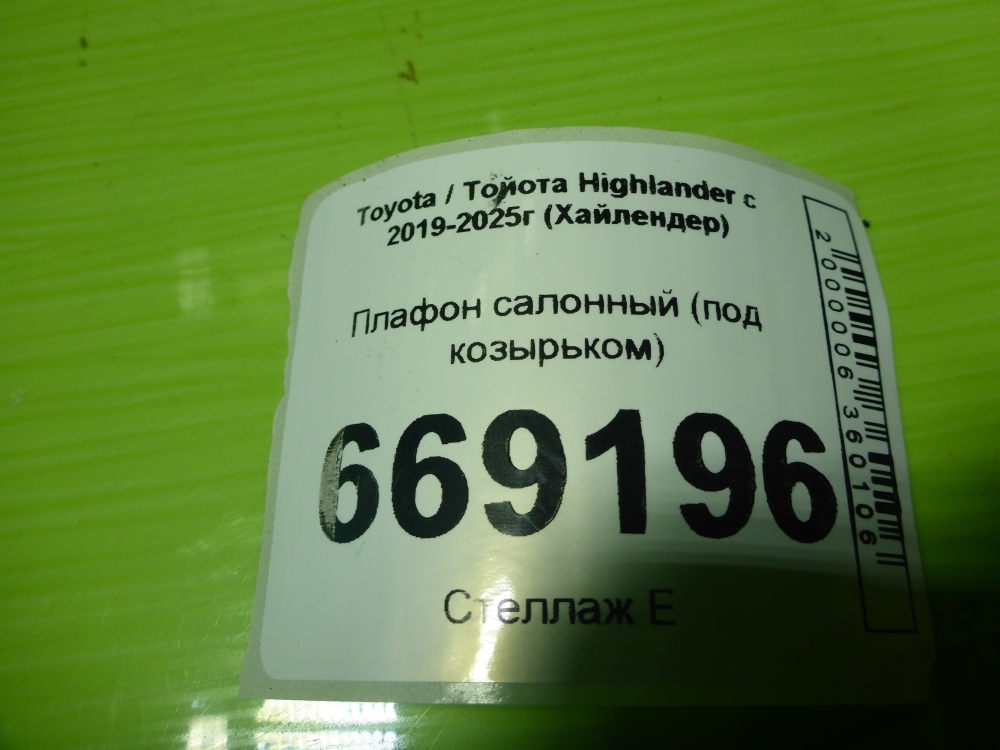 Toyota / Тойота Highlander с
2019-2025г (Хайлендер)
Плафон салонный (под
козырьком)
669196
Стеллаж Е
2000006360106